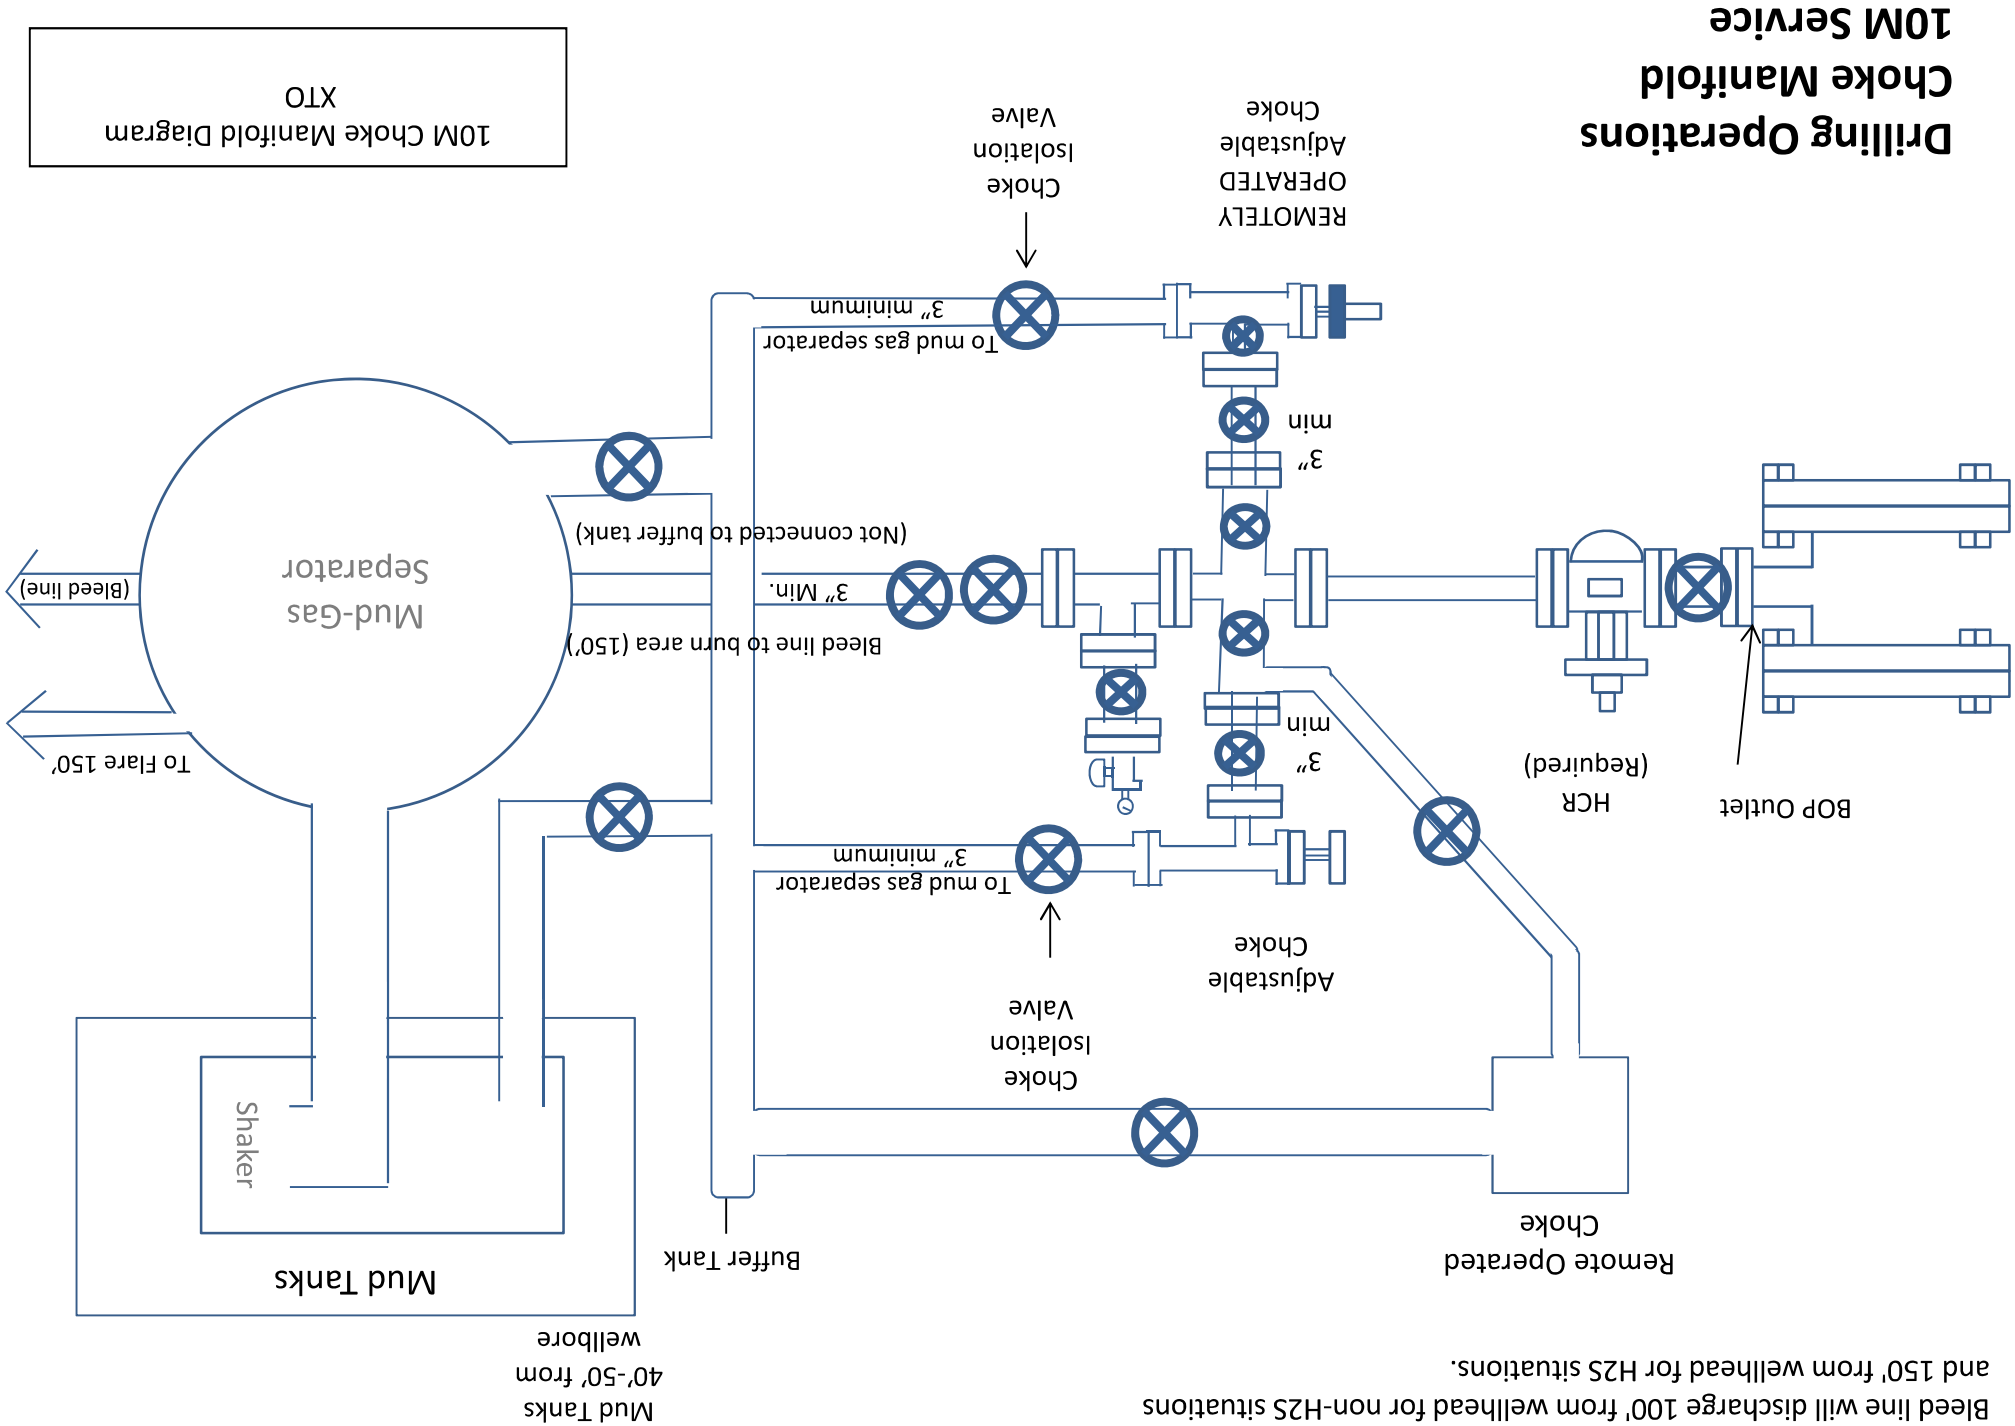 Bleed line will discharge 100' from wellhead for non-H2S situations
and 150' from wellhead for H2S situations.
Mud Tanks
40’-50’ from
wellbore
Mud Tanks
Shaker
Buffer Tank
Remote Operated
Choke
Choke
Isolation
Valve
Adjustable
Choke
To mud gas separator
3” minimum
BOP Outlet
HCR
(Required)
To Flare 150’
3”
min
Bleed line to burn area (150’)
3” Min.
(Not connected to buffer tank)
Mud-Gas
Separator
(Bleed line)
3”
min
To mud gas separator
3” minimum
REMOTELY
OPERATED
Adjustable
Choke
Choke
Isolation
Valve
Drilling Operations
Choke Manifold
10M Service
10M Choke Manifold Diagram
XTO